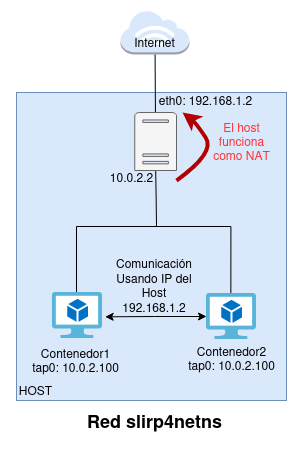 Internet
eth0: 192.168.1.2
El host
funciona
como NAT
10.0.2.2
Comunicación
Usando IP del
Host
192.168.1.2
Contenedor1
tap0: 10.0.2.100
Contenedor2
tap0: 10.0.2.100
HOST
Red slirp4netns